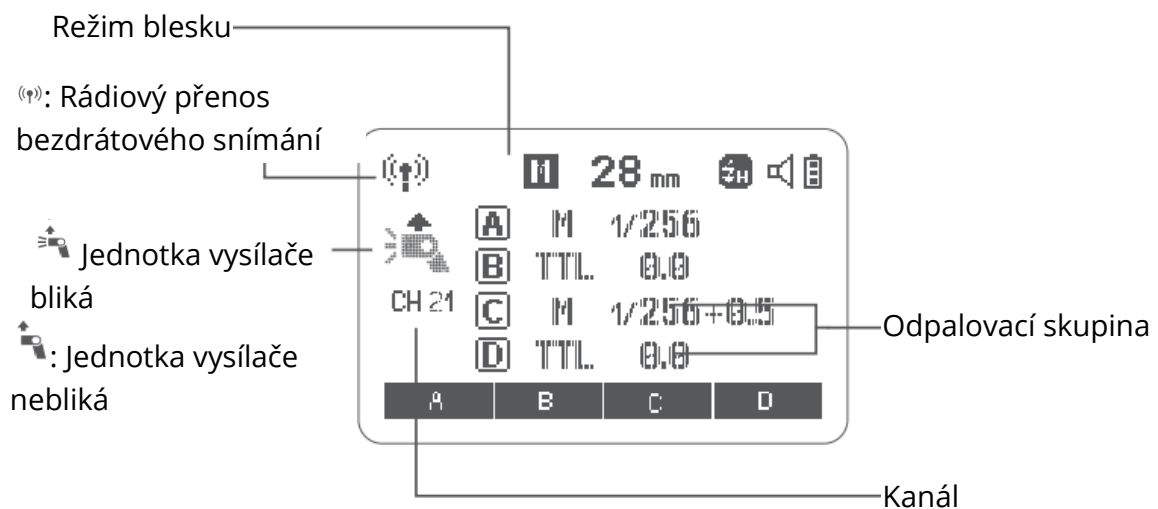 Režim blesku
: Rádiový přenos
bezdrátového snímání
M 28 mm H
A M 1/256
Jednotka vysílače
bliká
B TTL 0.0
CH 21
C M 1/256+0.5
Odpalovací skupina
: Jednotka vysílače
nebliká
D TTL 0.0
A B C D
Kanál